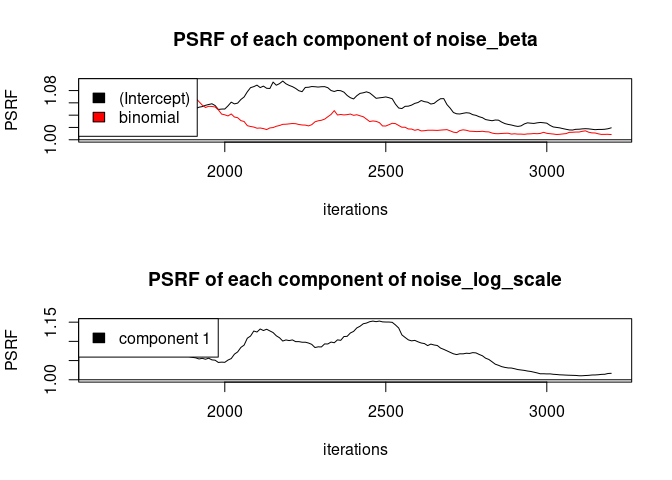 PSRF of each component of noise_beta
PSRF
1.08
1.00
(Intercept)
binomial
2000 2500 3000
iterations
PSRF of each component of noise_log_scale
PSRF
1.15
1.00
component 1
2000 2500 3000
iterations